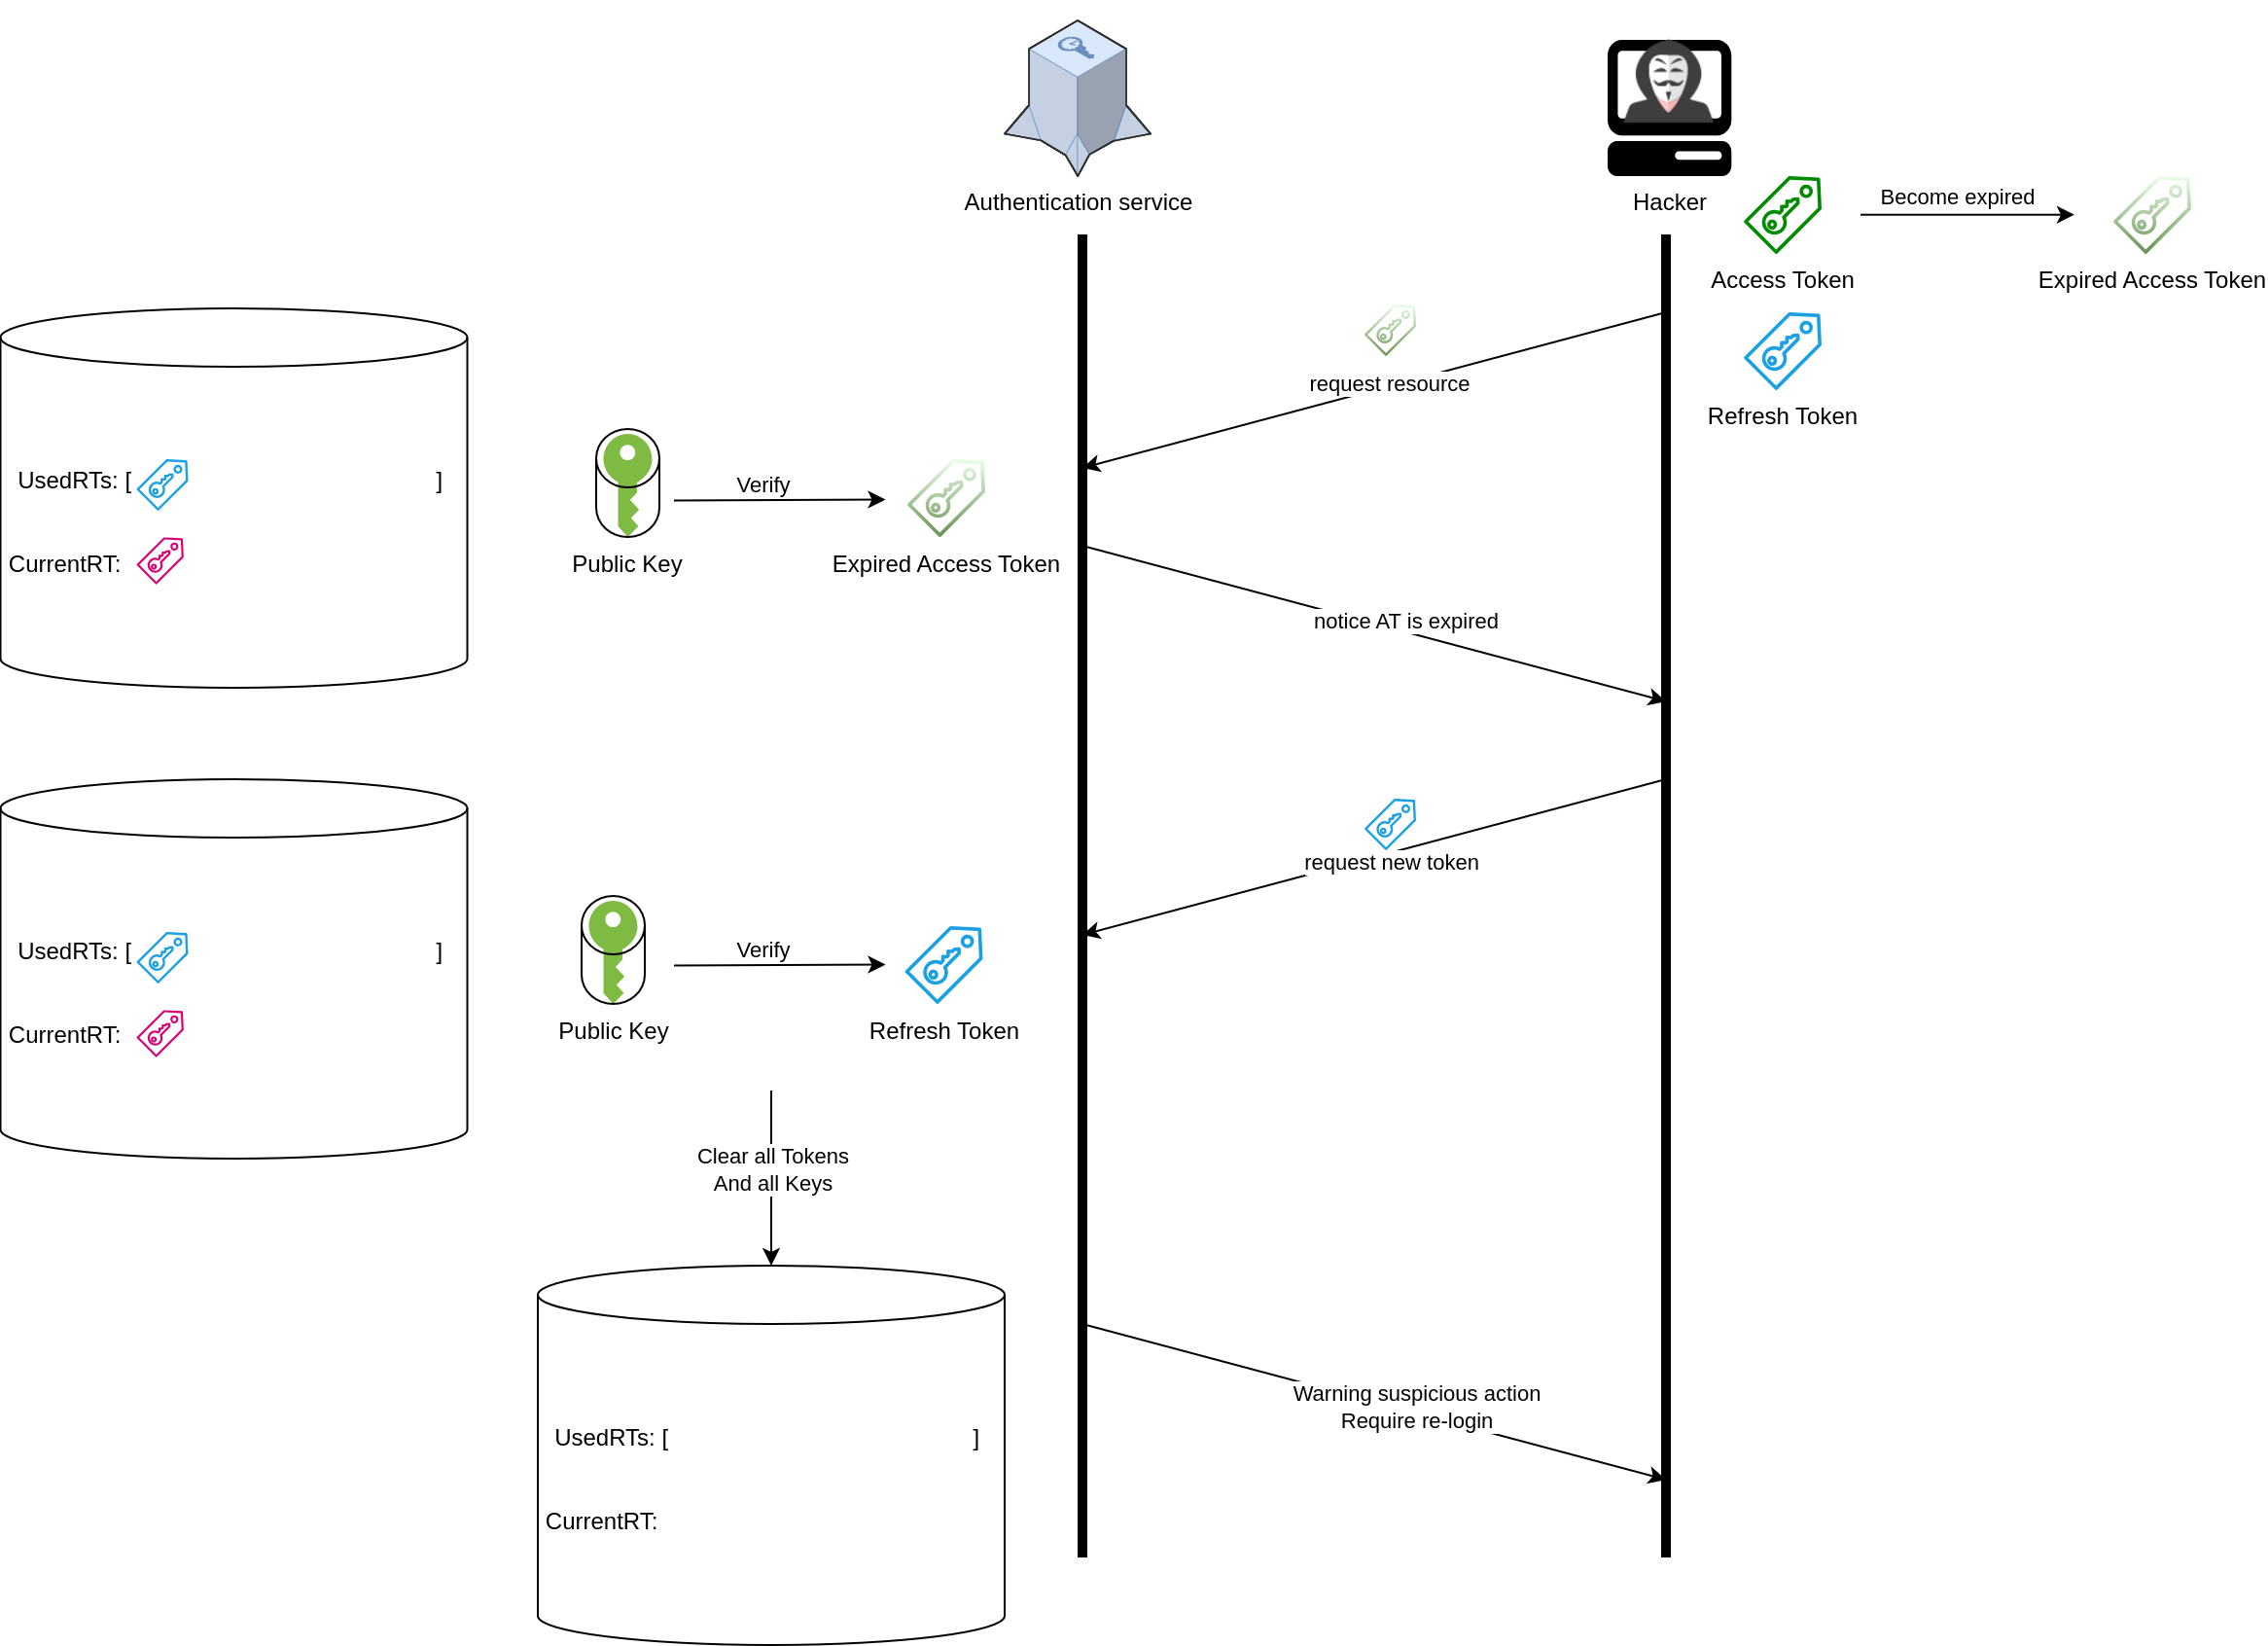 Authentication service
Hacker
Become expired
Access Token
Expired Access Token
request resource
Refresh Token
UsedRTs: [ ]
Verify
CurrentRT:
Public Key
Expired Access Token
notice AT is expired
request new token
UsedRTs: [ ]
Verify
CurrentRT:
Public Key
Refresh Token
Clear all Tokens
And all Keys
Warning suspicious action
Require re-login
UsedRTs: [ ]
CurrentRT: